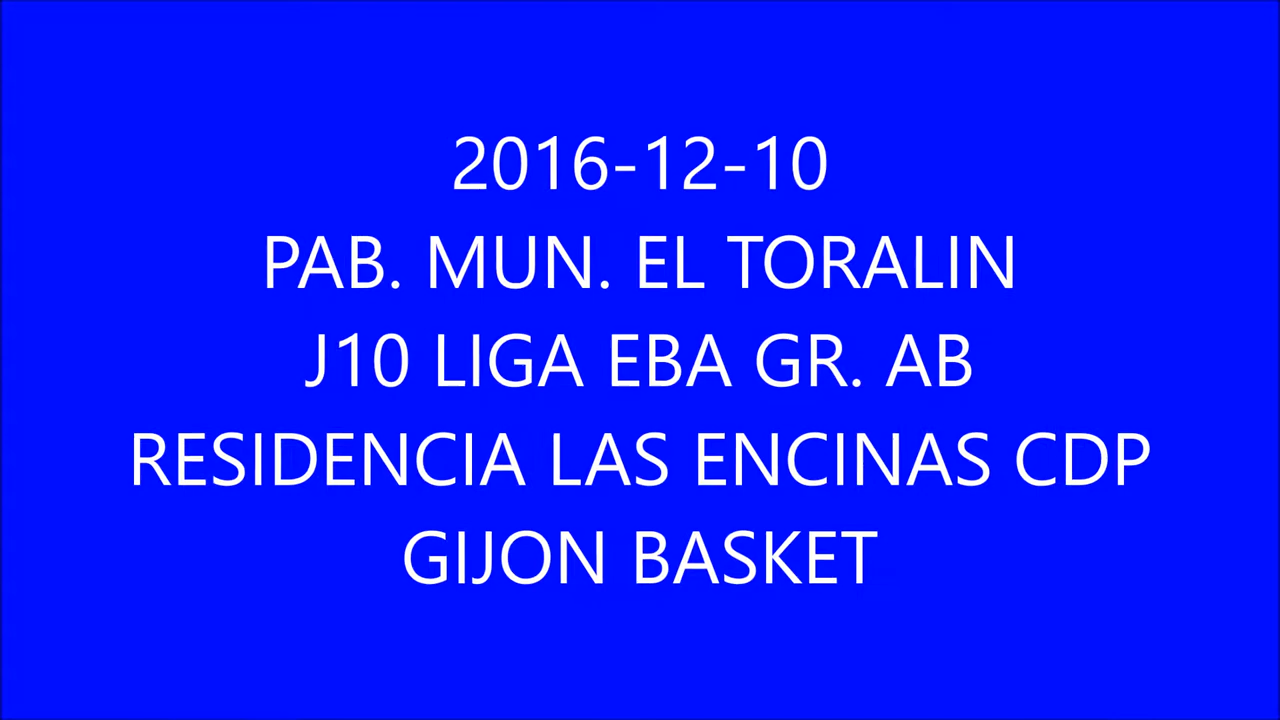 2016-12-10
PAB. MUN. EL TORALIN
J10 LIGA EBA GR. AB
RESIDENCIA LAS ENCINAS CDP
GIJON BASKET